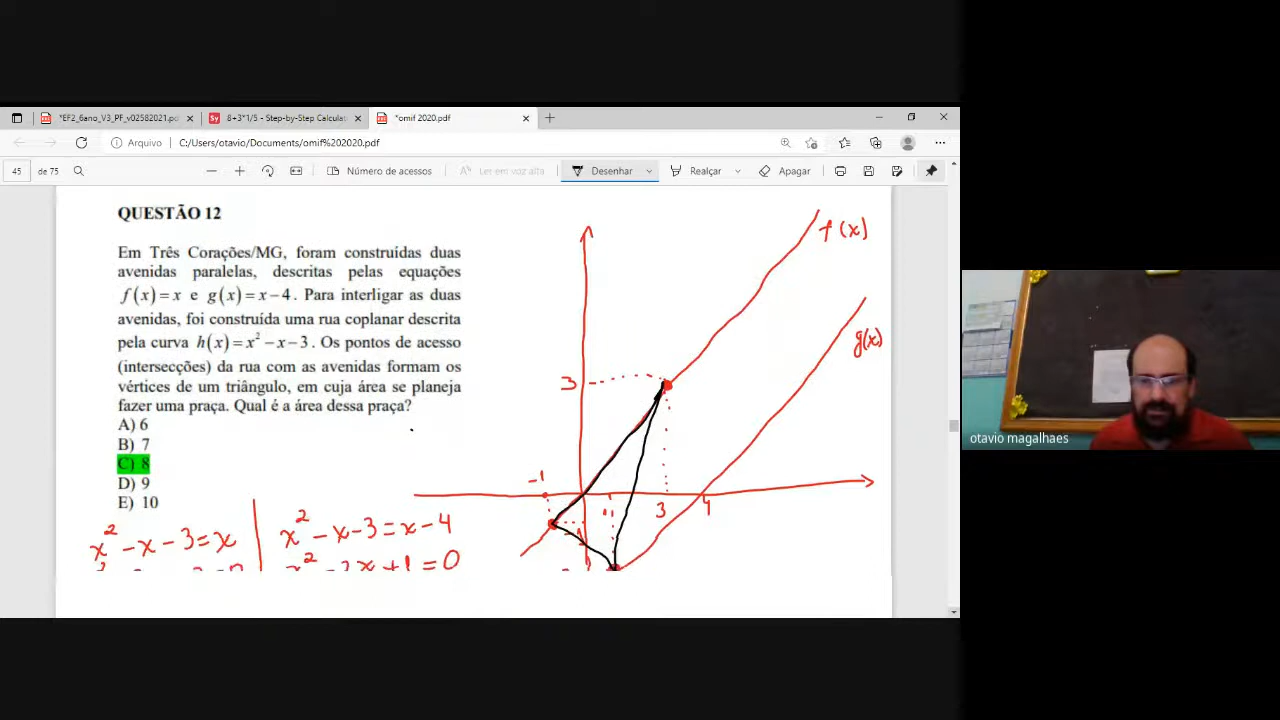 *EF2_6ano_V3_PF_v02582021.pd
8+3*1/5 - Step-by-Step Calculat
*omif 2020.pdf
Arquivo
C:/Users/otavio/Documents/omif%202020.pdf
45
de 75
Número de acessos
Ler em voz alta
Desenhar
Realçar
Apagar
QUESTÃO 12
Em Três Corações/MG, foram construídas duas
avenidas paralelas, descritas pelas equações
f(x)=x e g(x)=x−4. Para interligar as duas
avenidas, foi construída uma rua coplanar descrita
pela curva h(x)=x²−x−3. Os pontos de acesso
(intersecções) da rua com as avenidas formam os
vértices de um triângulo, em cuja área se planeja
fazer uma praça. Qual é a área dessa praça?
A) 6
B) 7
C) 8
D) 9
E) 10
x²−x−3=x
x²−x−3=x−4
x²−2x+1=0
f(x)
g(x)
3
-1
3
4
otavio magalhaes